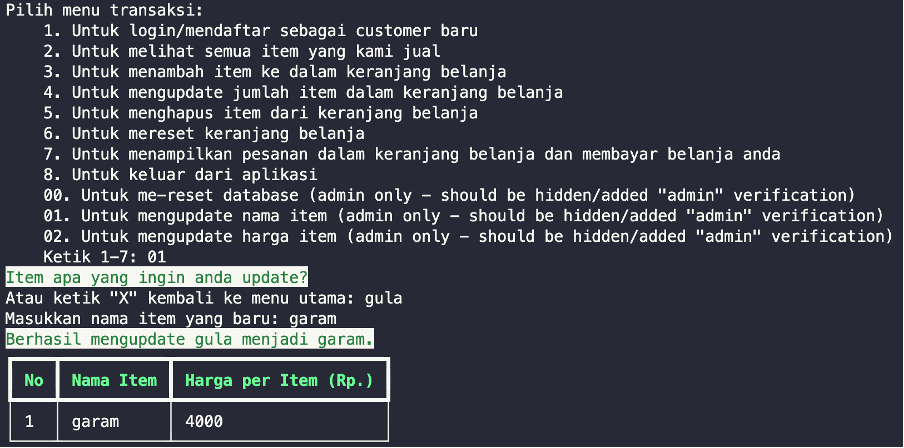 Pilih menu transaksi:
1. Untuk login/mendaftar sebagai customer baru
2. Untuk melihat semua item yang kami jual
3. Untuk menambah item ke dalam keranjang belanja
4. Untuk mengupdate jumlah item dalam keranjang belanja
5. Untuk menghapus item dari keranjang belanja
6. Untuk mereset keranjang belanja
7. Untuk menampilkan pesanan dalam keranjang belanja dan membayar belanja anda
8. Untuk keluar dari aplikasi
00. Untuk me-reset database (admin only - should be hidden/added "admin" verification)
01. Untuk mengupdate nama item (admin only - should be hidden/added "admin" verification)
02. Untuk mengupdate harga item (admin only - should be hidden/added "admin" verification)
Ketik 1-7: 01
Item apa yang ingin anda update?
Atau ketik "X" kembali ke menu utama: gula
Masukkan nama item yang baru: garam
Berhasil mengupdate gula menjadi garam.
No Nama Item Harga per Item (Rp.)
1 garam 4000